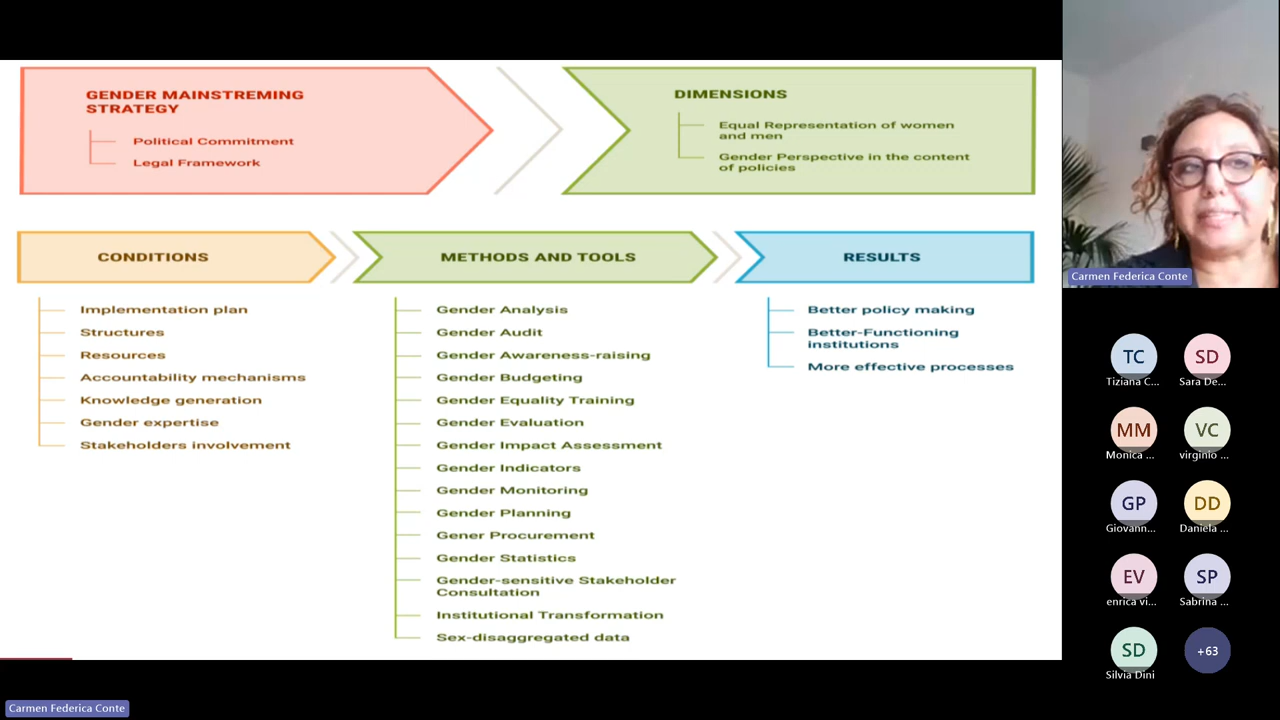 GENDER MAINSTREMING
STRATEGY
Political Commitment
Legal Framework
DIMENSIONS
Equal Representation of women
and men
Gender Perspective in the content
of policies
CONDITIONS
Implementation plan
Structures
Resources
Accountability mechanisms
Knowledge generation
Gender expertise
Stakeholders involvement
METHODS AND TOOLS
Gender Analysis
Gender Audit
Gender Awareness-raising
Gender Budgeting
Gender Equality Training
Gender Evaluation
Gender Impact Assessment
Gender Indicators
Gender Monitoring
Gender Planning
Gener Procurement
Gender Statistics
Gender-sensitive Stakeholder
Consultation
Institutional Transformation
Sex-disaggregated data
RESULTS
Better policy making
Better-Functioning
institutions
More effective processes
Carmen Federica Conte
TC
SD
Tiziana C...
Sara De...
MM
VC
Monica ...
virginio ...
GP
DD
Giovann...
Daniela ...
EV
SP
enrica vi...
Sabrina ...
SD
+63
Silvia Dini
Carmen Federica Conte